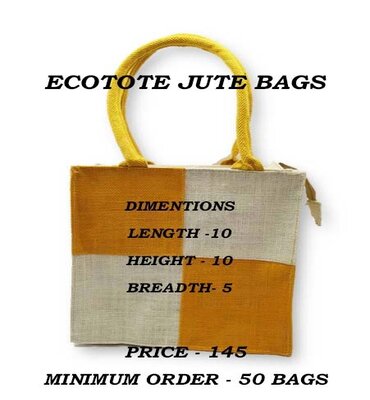 ECOTOTE JUTE BAGS
DIMENTIONS
LENGTH -10
HEIGHT - 10
BREADTH- 5
PRICE - 145
MINIMUM ORDER - 50 BAGS